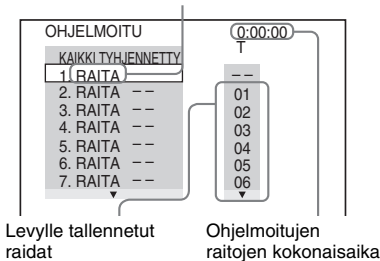 OHJELMOITU 0:00:00
T
KAIKKI TYHJENNETTY
1. RAITA – –
2. RAITA – – 01
3. RAITA – – 02
4. RAITA – – 03
5. RAITA – – 04
6. RAITA – – 05
7. RAITA – – 06
Levylle tallennetut raidat
Ohjelmoitujen raitojen kokonaisaika